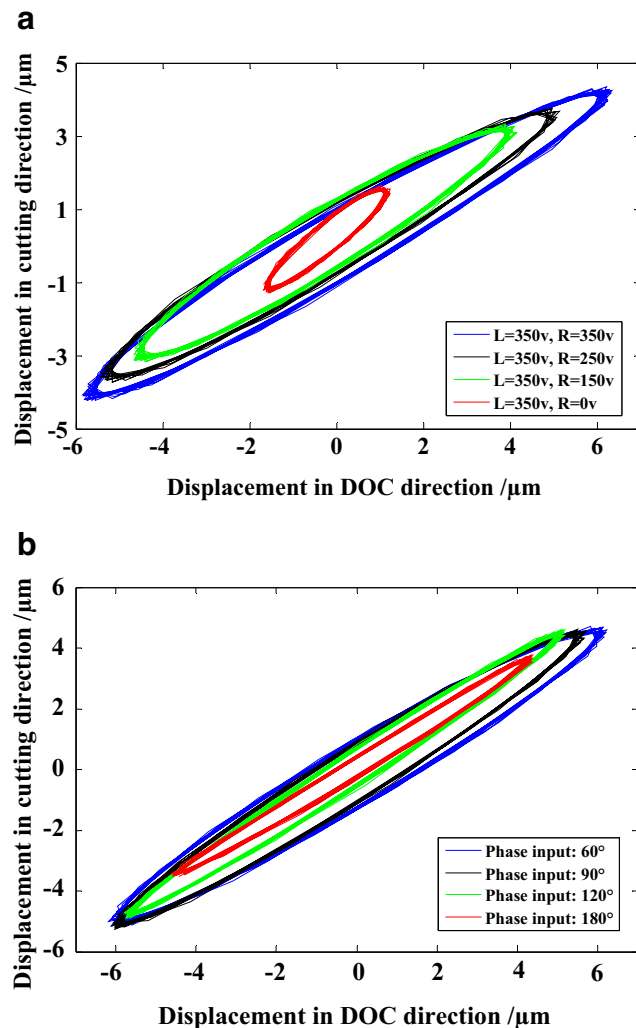 a
Displacement in cutting direction /μm
5
3
1
-1
-3
-5
-6
-4
-2
0
2
4
6
L=350v, R=350v
L=350v, R=250v
L=350v, R=150v
L=350v, R=0v
Displacement in DOC direction /μm
b
Displacement in cutting direction /μm
6
4
2
0
-2
-4
-6
-6
-4
-2
0
2
4
6
Phase input: 60°
Phase input: 90°
Phase input: 120°
Phase input: 180°
Displacement in DOC direction /μm